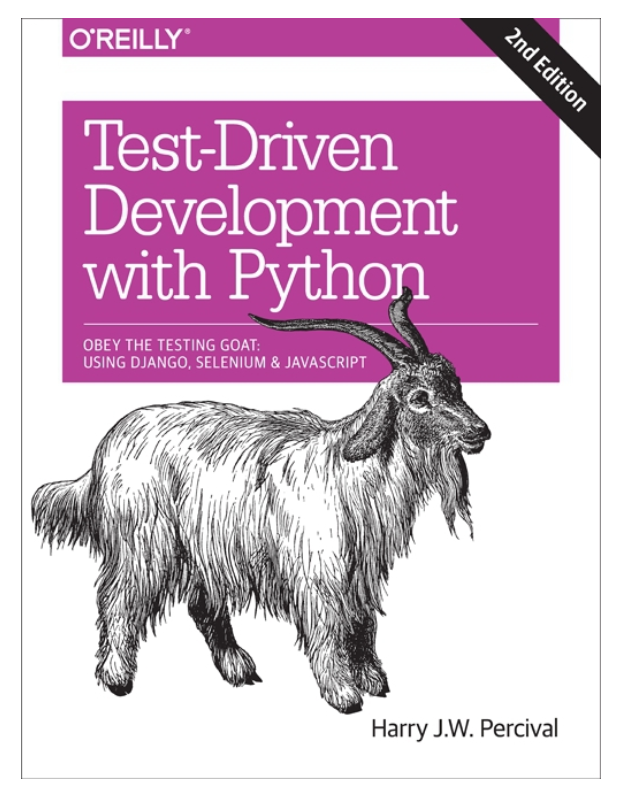 O'REILLY®
2nd Edition
Test-Driven
Development
with Python
OBEY THE TESTING GOAT:
USING DJANGO, SELENIUM & JAVASCRIPT
Harry J.W. Percival